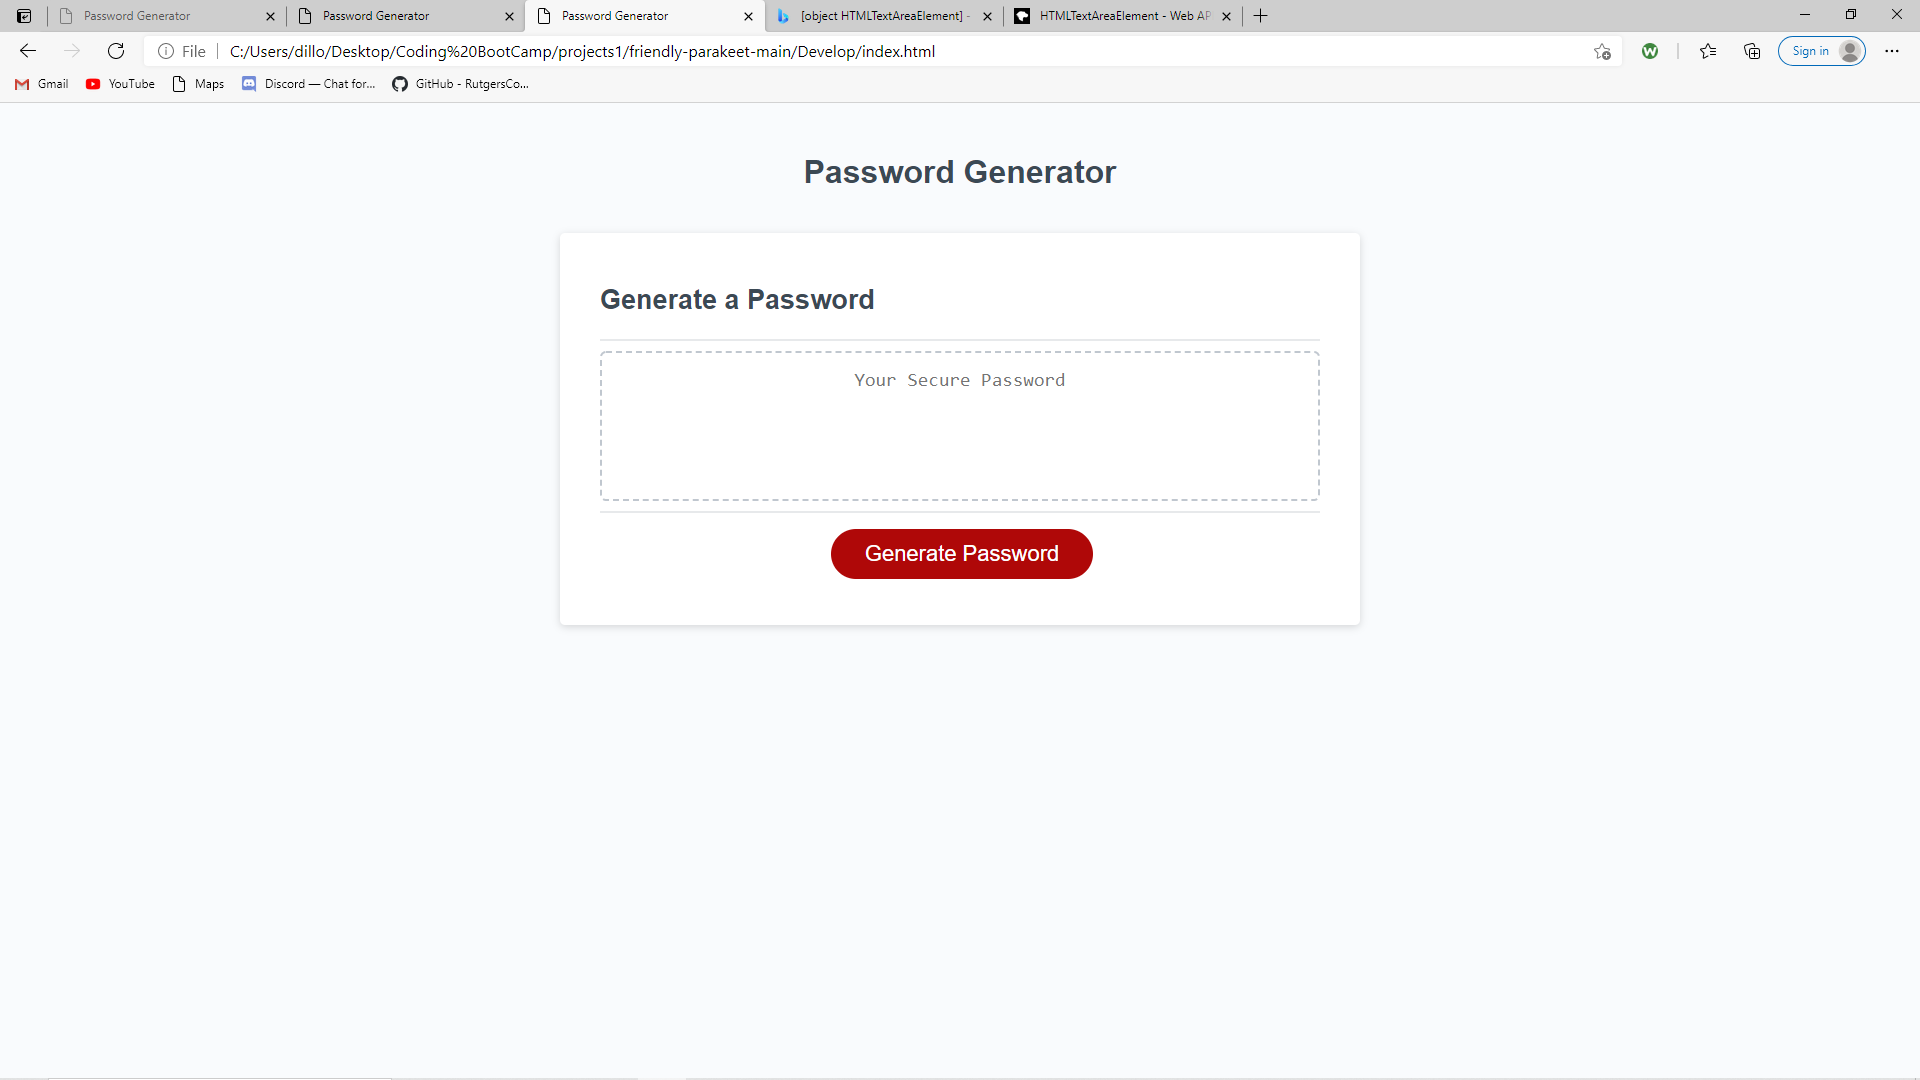 Password Generator
Password Generator
Password Generator
[object HTMLTextAreaElement] -
HTMLTextAreaElement - Web AP
File
C:/Users/dillo/Desktop/Coding%20BootCamp/projects1/friendly-parakeet-main/Develop/index.html
W
Sign in
Gmail
YouTube
Maps
Discord — Chat for...
GitHub - RutgersCo...
Password Generator
Generate a Password
Your Secure Password
Generate Password